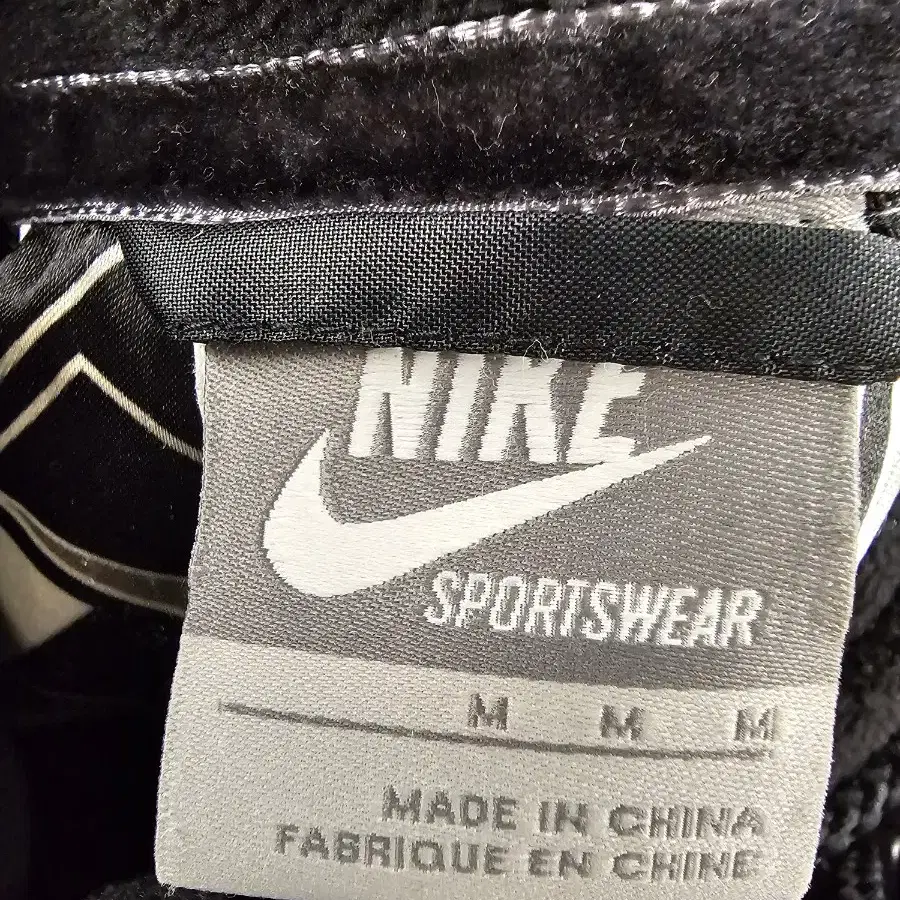 NIKE
SPORTSWEAR
M M M
MADE IN CHINA
FABRIQUE EN CHINE